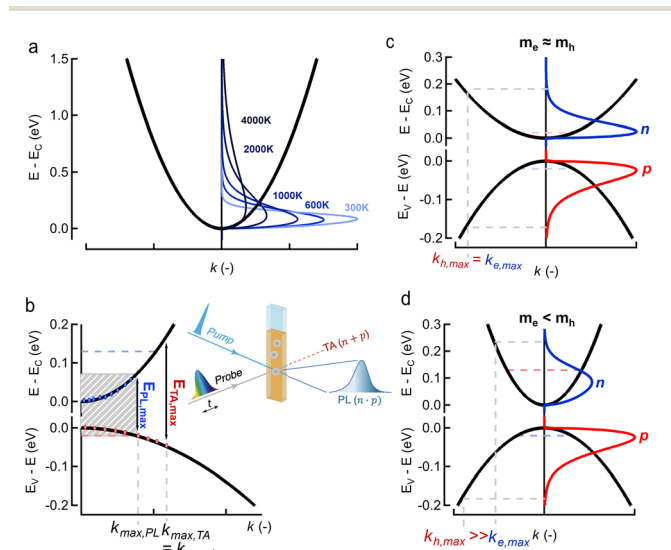 a
1.5
1.0
0.5
0.0
E - E_C (eV)
4000K
2000K
1000K
600K
300K
k (-)
b
0.2
0.1
0.0
E - E_C (eV)
0.0
-0.1
-0.2
E_V - E (eV)
E_PL,max
E_TA,max
k (-)
k_max,PL k_max,TA
Pump
Probe
t
TA (n + p)
PL (n · p)
c
m_e ≈ m_h
0.3
0.2
0.1
0.0
E - E_C (eV)
n
0.0
-0.1
-0.2
E_V - E (eV)
p
k_h,max = k_e,max
k (-)
d
m_e < m_h
0.3
0.2
0.1
0.0
E - E_C (eV)
n
0.0
-0.1
-0.2
E_V - E (eV)
p
k_h,max >> k_e,max
k (-)